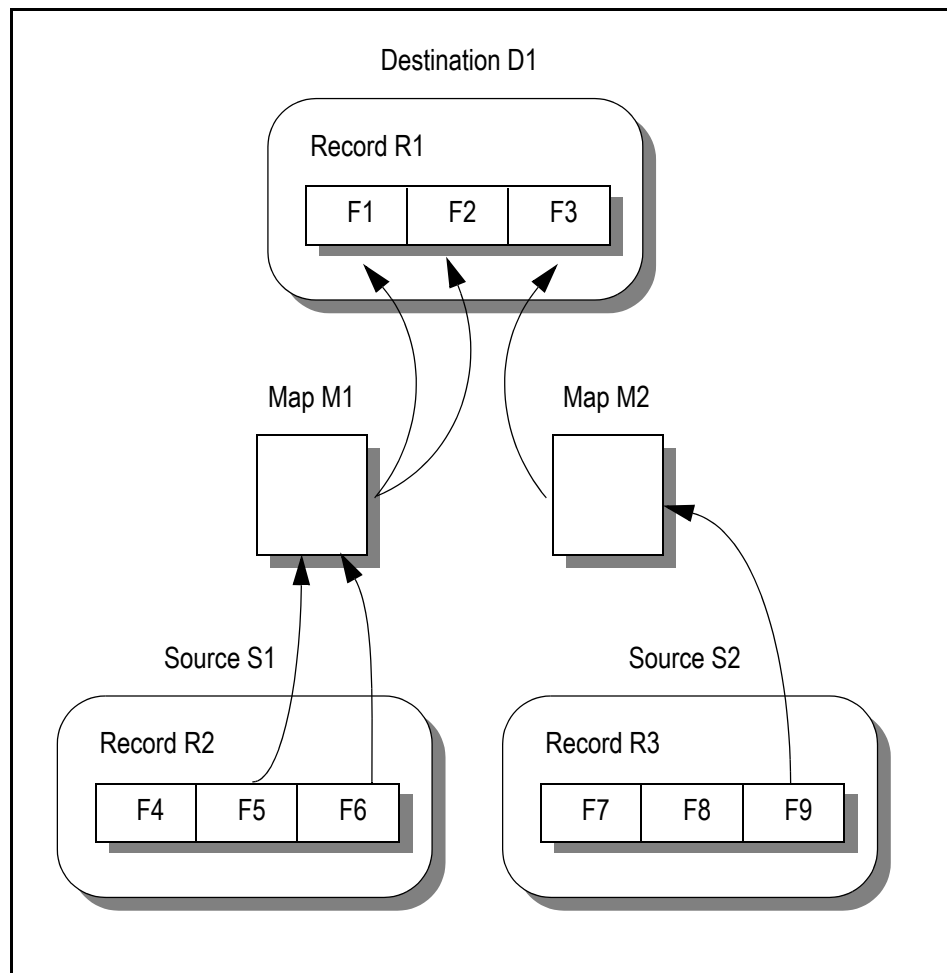 Destination D1
Record R1
F1 F2 F3
Map M1 Map M2
Source S1 Source S2
Record R2 Record R3
F4 F5 F6 F7 F8 F9